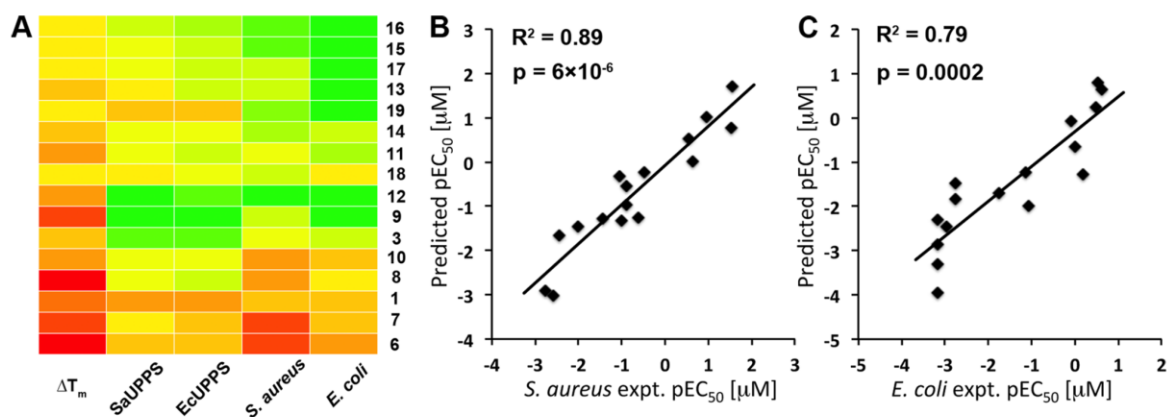 A
16
15
17
13
19
14
11
18
12
9
3
10
8
1
7
6
ΔTm
SaUPPS
EcUPPS
S. aureus
E. coli
B
R² = 0.89
p = 6×10⁻⁶
Predicted pEC₅₀ [μM]
3
2
1
0
-1
-2
-3
-4
-4 -3 -2 -1 0 1 2 3
S. aureus expt. pEC₅₀ [μM]
C
R² = 0.79
p = 0.0002
Predicted pEC₅₀ [μM]
2
1
0
-1
-2
-3
-4
-5
-4 -3 -2 -1 0 1 2
E. coli expt. pEC₅₀ [μM]